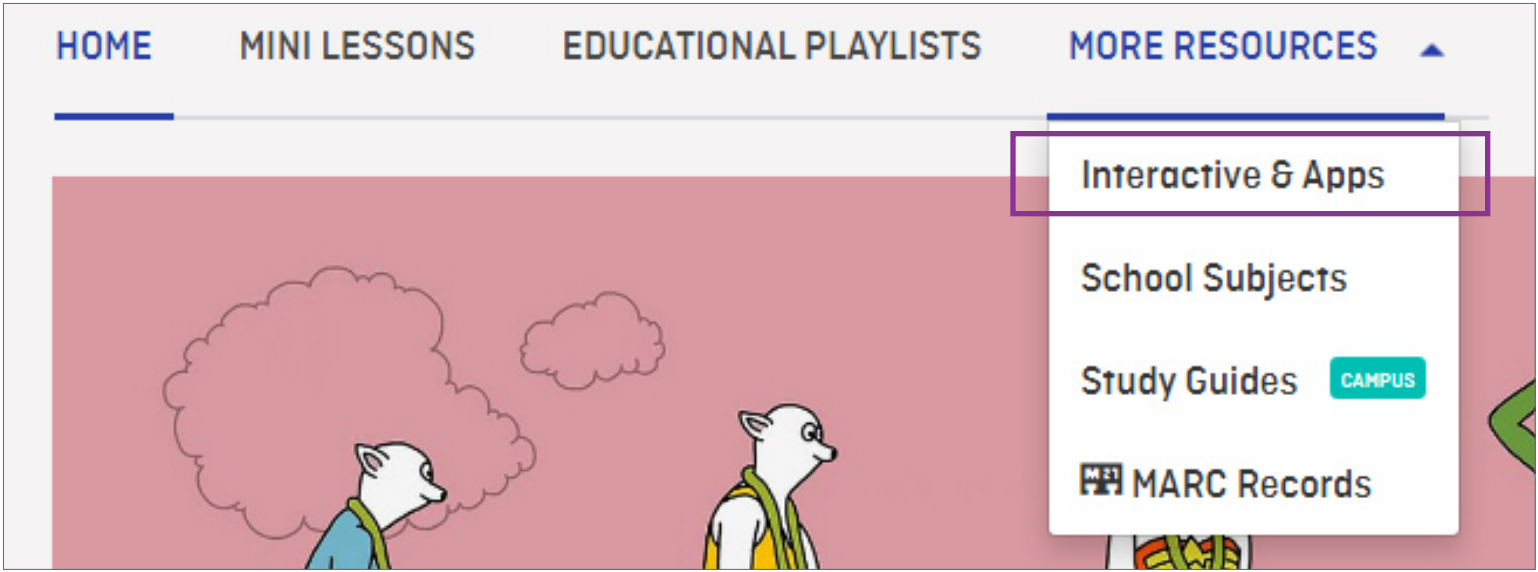 HOME MINI LESSONS EDUCATIONAL PLAYLISTS MORE RESOURCES
Interactive & Apps
School Subjects
Study Guides CAMPUS
MARC Records